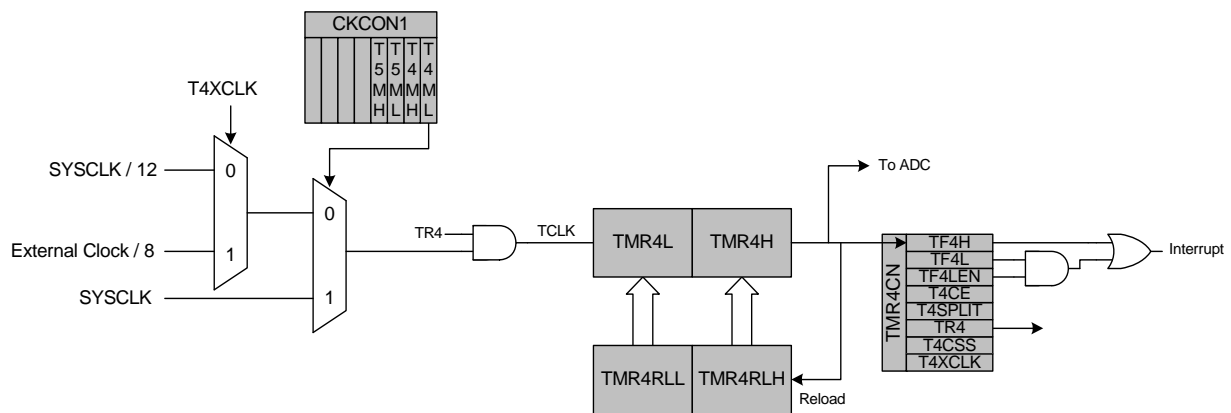 CKCON1
T5MH
T5ML
T4MH
T4ML
T4XCLK
SYSCLK / 12
0
External Clock / 8
1
0
SYSCLK
1
TR4
TCLK
TMR4L
TMR4H
To ADC
TMR4RLL
TMR4RLH
Reload
TMR4CN
TF4H
TF4L
TF4LEN
T4CE
T4SPLIT
TR4
T4CSS
T4XCLK
Interrupt